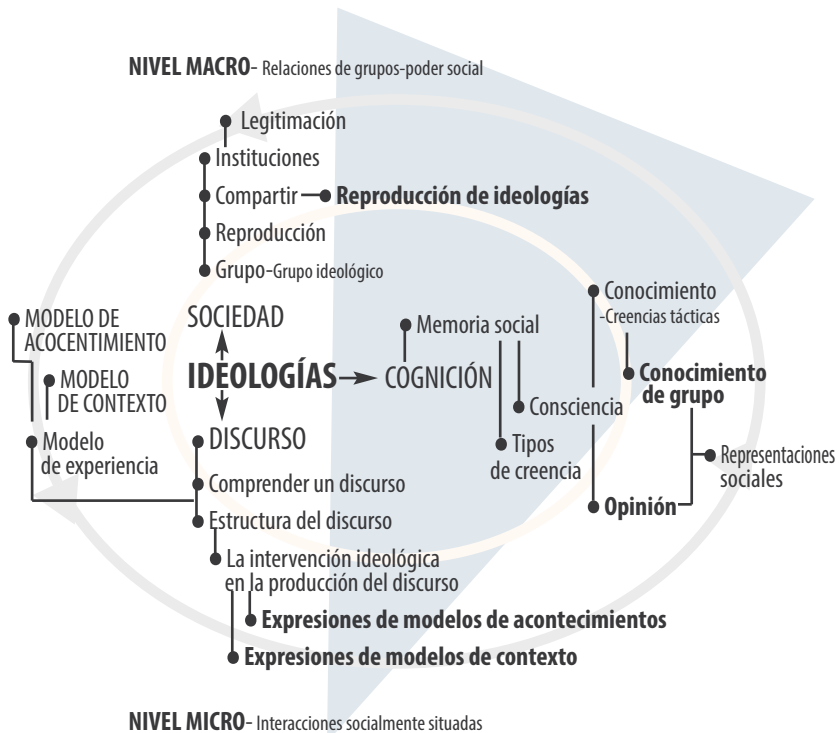 NIVEL MACRO- Relaciones de grupos-poder social
Legitimación
Instituciones
Compartir
Reproducción de ideologías
Reproducción
Grupo-Grupo ideológico
MODELO DE
ACOCENTIMIENTO
MODELO
DE CONTEXTO
Modelo
de experiencia
SOCIEDAD
IDEOLOGÍAS
COGNICIÓN
DISCURSO
Comprender un discurso
Estructura del discurso
La intervención ideológica
en la producción del discurso
Expresiones de modelos de acontecimientos
Expresiones de modelos de contexto
Memoria social
Consciencia
Tipos
de creencia
Conocimiento
-Creencias tácticas
Conocimiento
de grupo
Opinión
Representaciones
sociales
NIVEL MICRO- Interacciones socialmente situadas